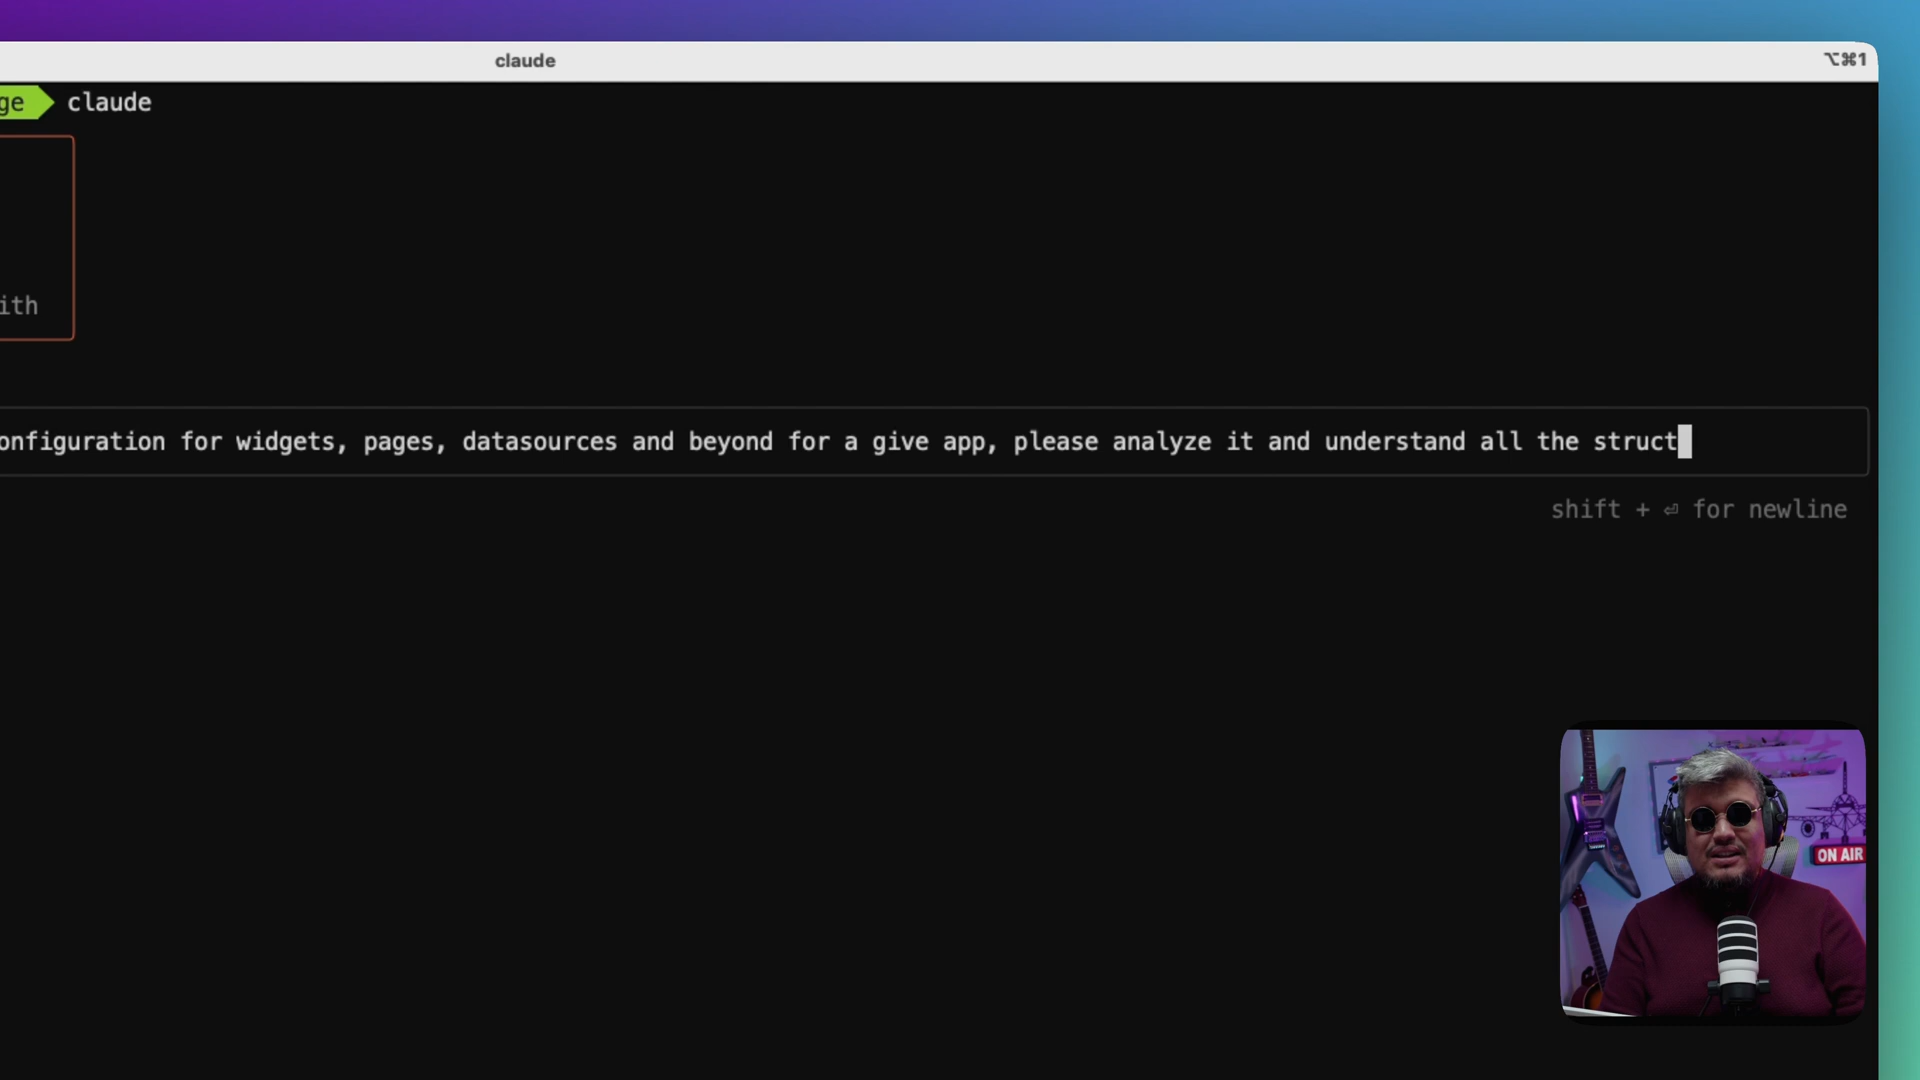 claude
⌥⌘1
ge claude
ith
onfiguration for widgets, pages, datasources and beyond for a give app, please analyze it and understand all the struct
shift + ⏎ for newline
ON AIR